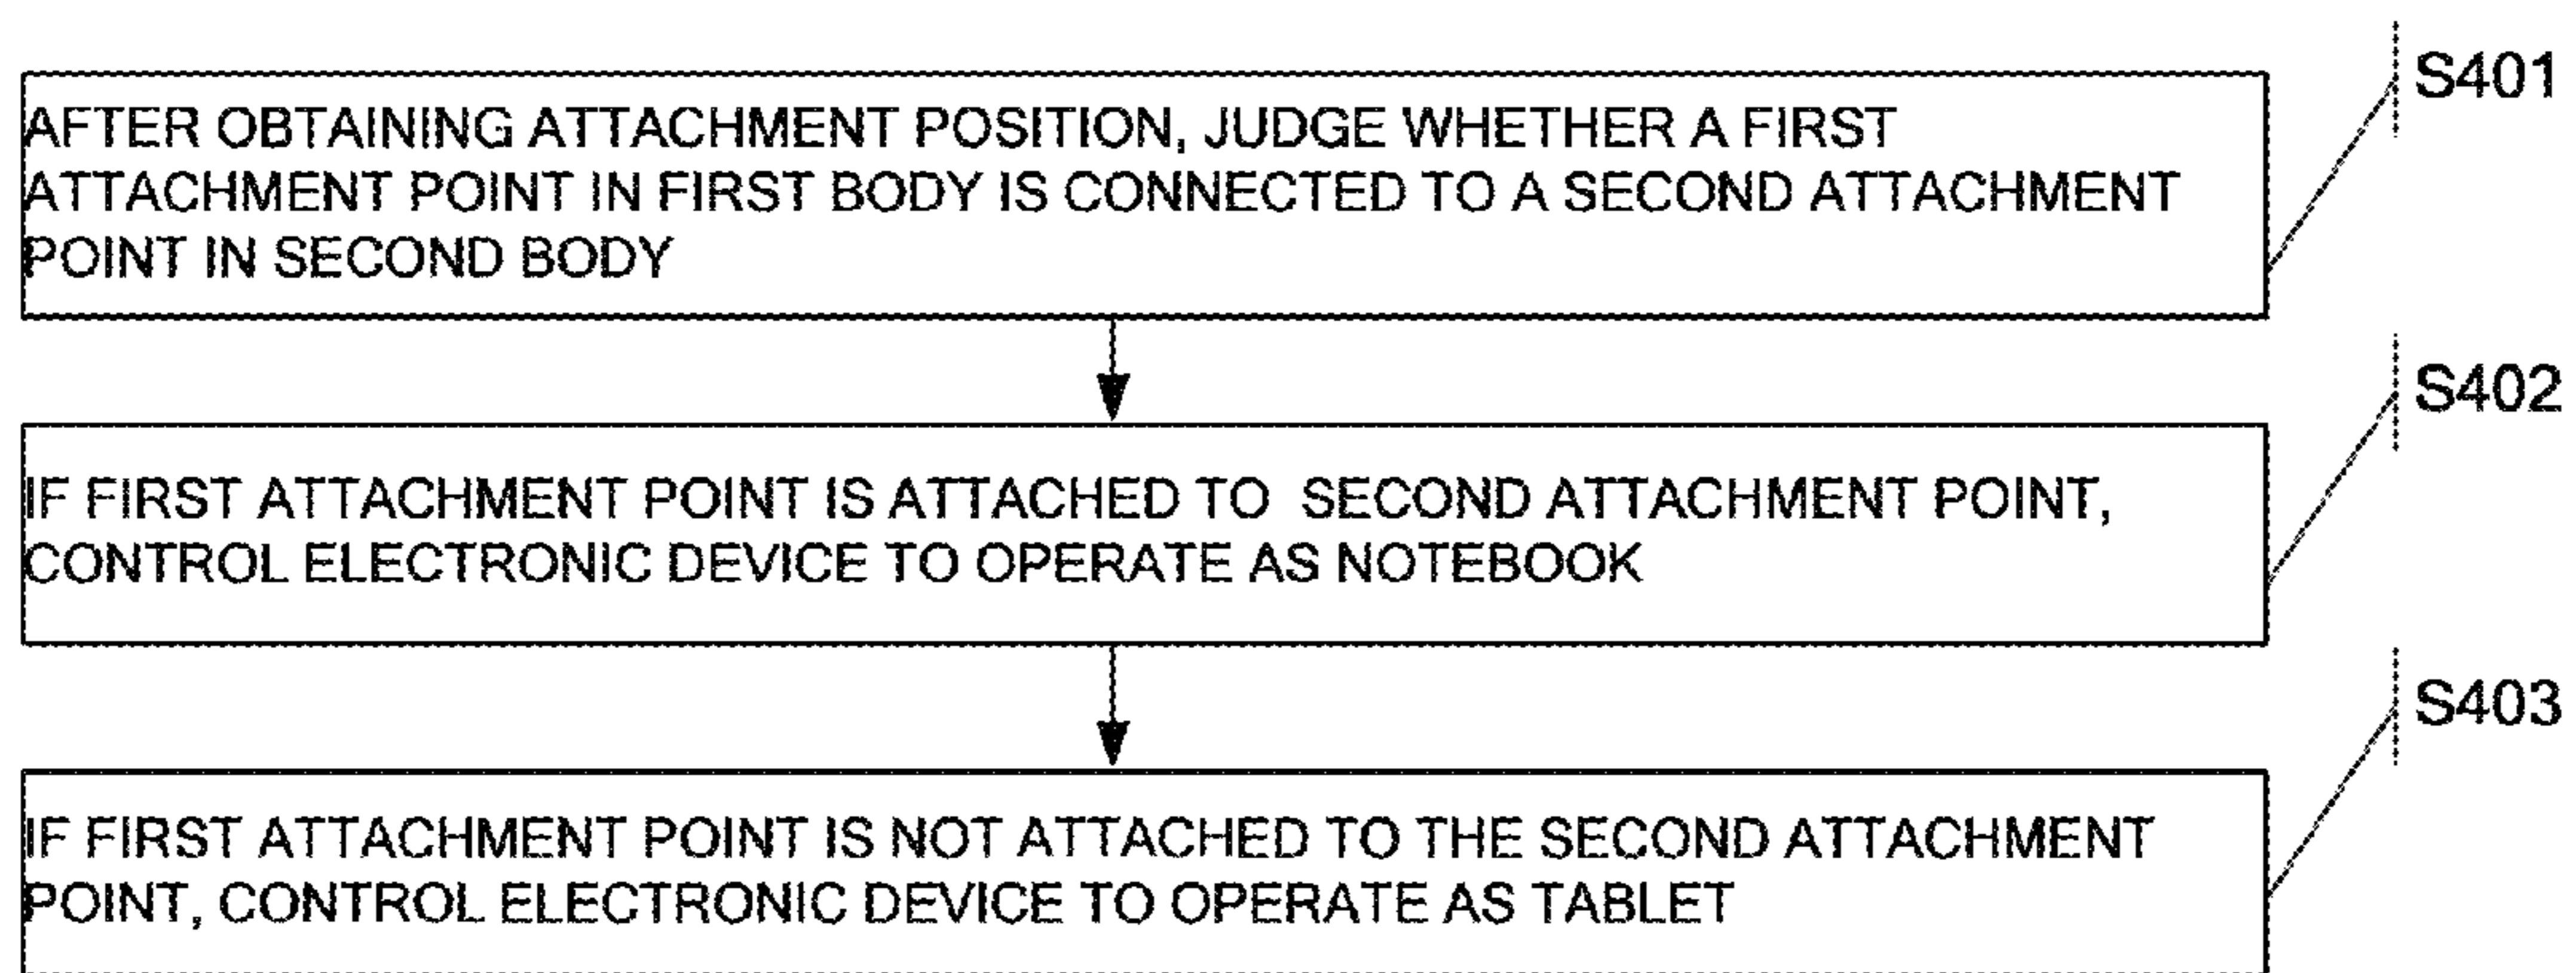 S401
AFTER OBTAINING ATTACHMENT POSITION, JUDGE WHETHER A FIRST
ATTACHMENT POINT IN FIRST BODY IS CONNECTED TO A SECOND ATTACHMENT
POINT IN SECOND BODY
S402
IF FIRST ATTACHMENT POINT IS ATTACHED TO SECOND ATTACHMENT POINT,
CONTROL ELECTRONIC DEVICE TO OPERATE AS NOTEBOOK
S403
IF FIRST ATTACHMENT POINT IS NOT ATTACHED TO THE SECOND ATTACHMENT
POINT, CONTROL ELECTRONIC DEVICE TO OPERATE AS TABLET